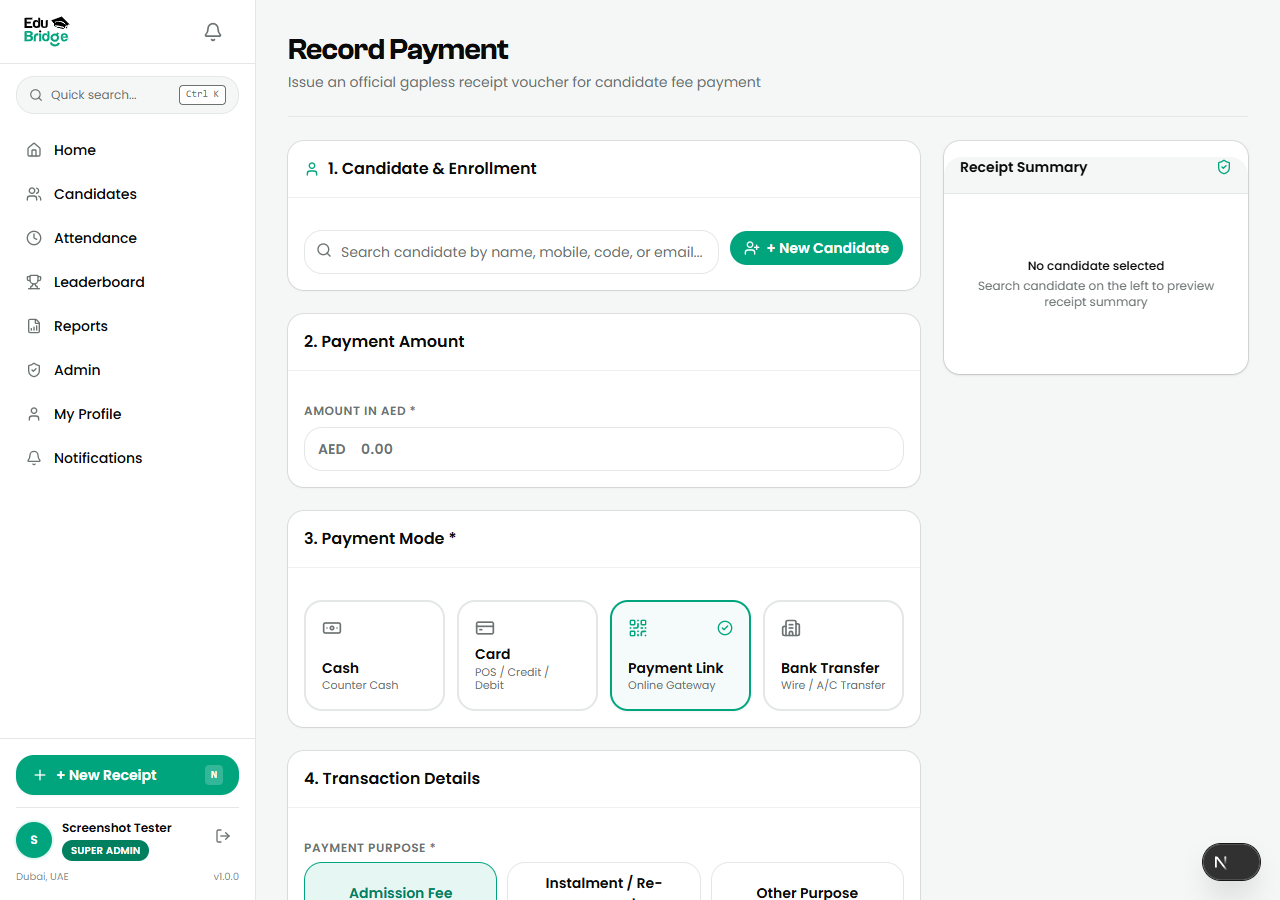 Edu
Bridge
Quick search...
Ctrl K
Home
Candidates
Attendance
Leaderboard
Reports
Admin
My Profile
Notifications
+ New Receipt
N
S
Screenshot Tester
SUPER ADMIN
Dubai, UAE
v1.0.0
Record Payment
Issue an official gapless receipt voucher for candidate fee payment
1. Candidate & Enrollment
Search candidate by name, mobile, code, or email...
+ New Candidate
2. Payment Amount
AMOUNT IN AED *
AED
0.00
3. Payment Mode *
Cash
Counter Cash
Card
POS / Credit /
Debit
Payment Link
Online Gateway
Bank Transfer
Wire / A/C Transfer
4. Transaction Details
PAYMENT PURPOSE *
Admission Fee
Instalment / Re-
Other Purpose
Receipt Summary
No candidate selected
Search candidate on the left to preview
receipt summary
N